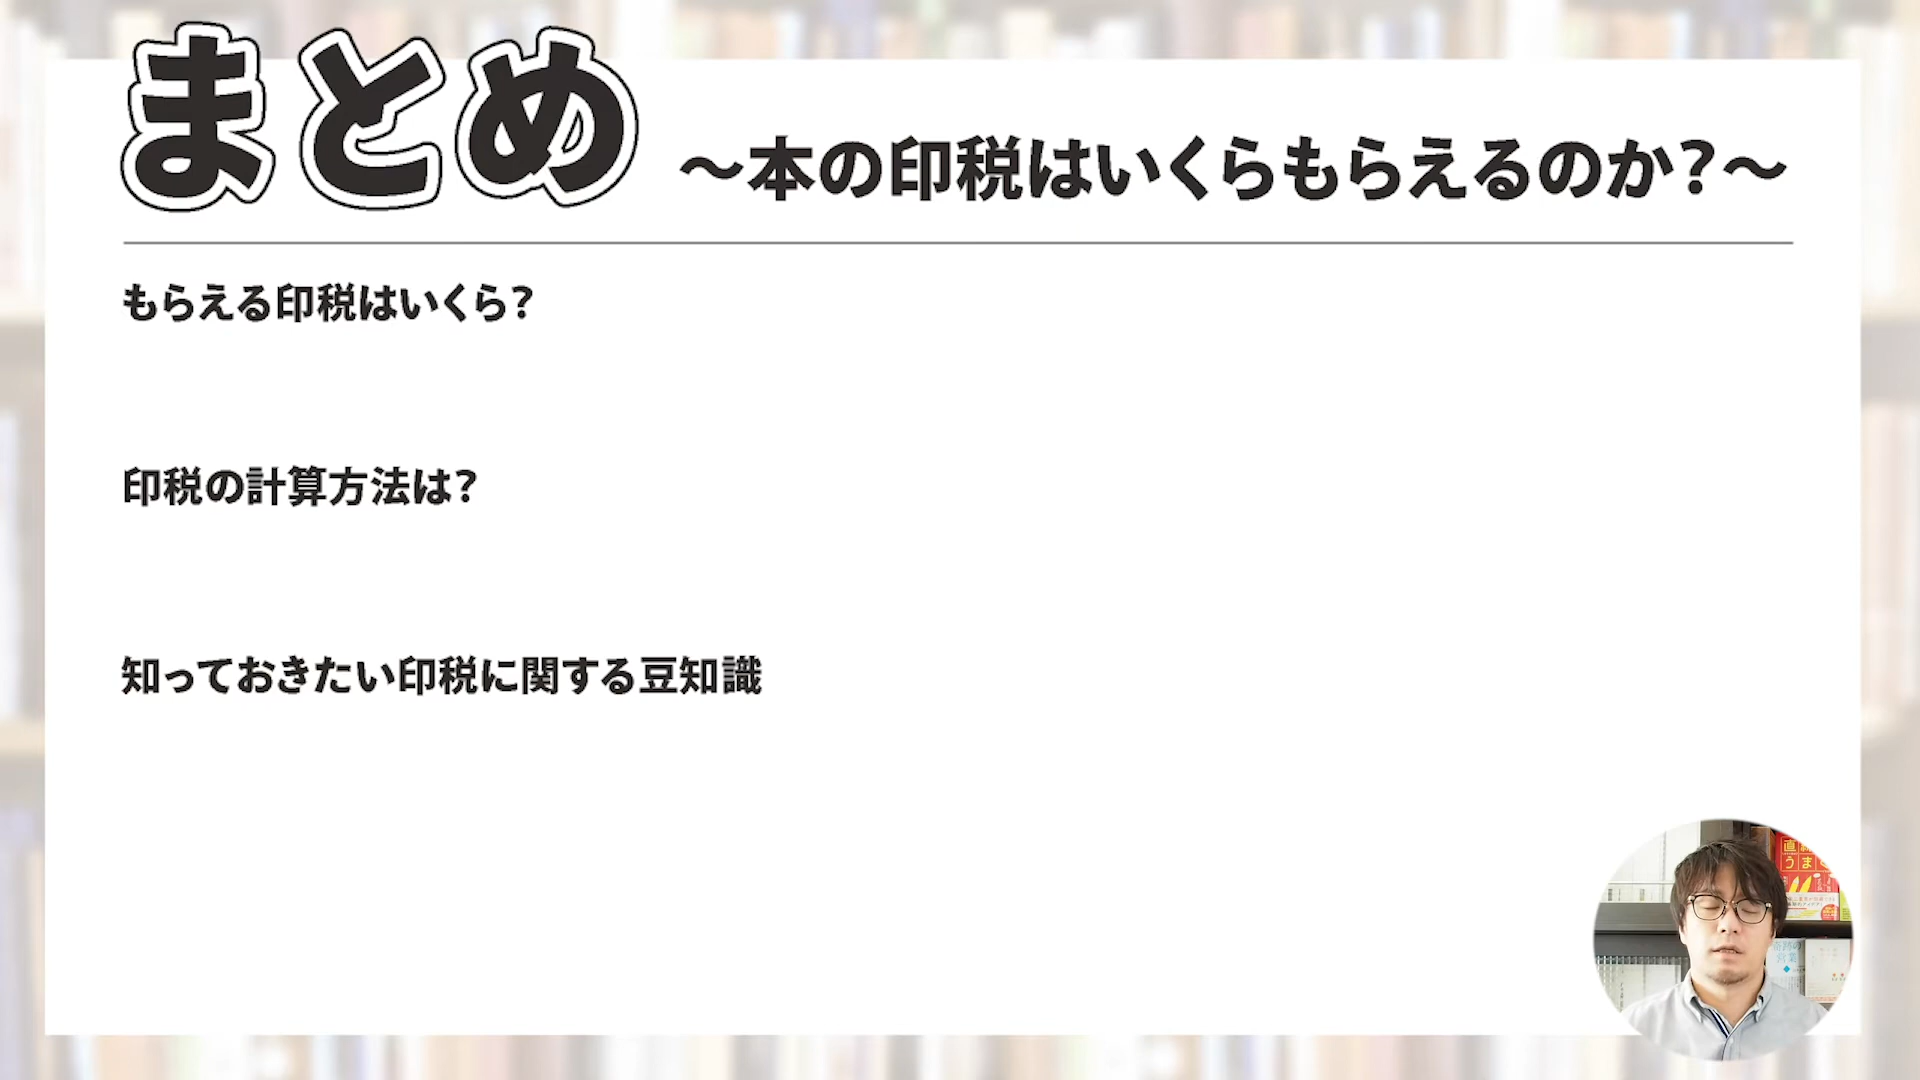 まとめ ～本の印税はいくらもらえるのか？～
もらえる印税はいくら？
印税の計算方法は？
知っておきたい印税に関する豆知識